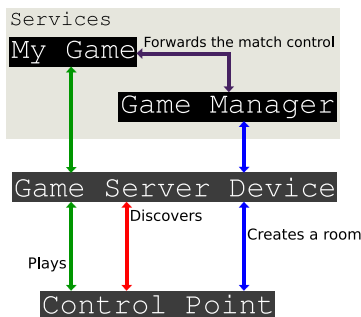 Services
My Game
Forwards the match control
Game Manager
Game Server Device
Discovers
Creates a room
Plays
Control Point